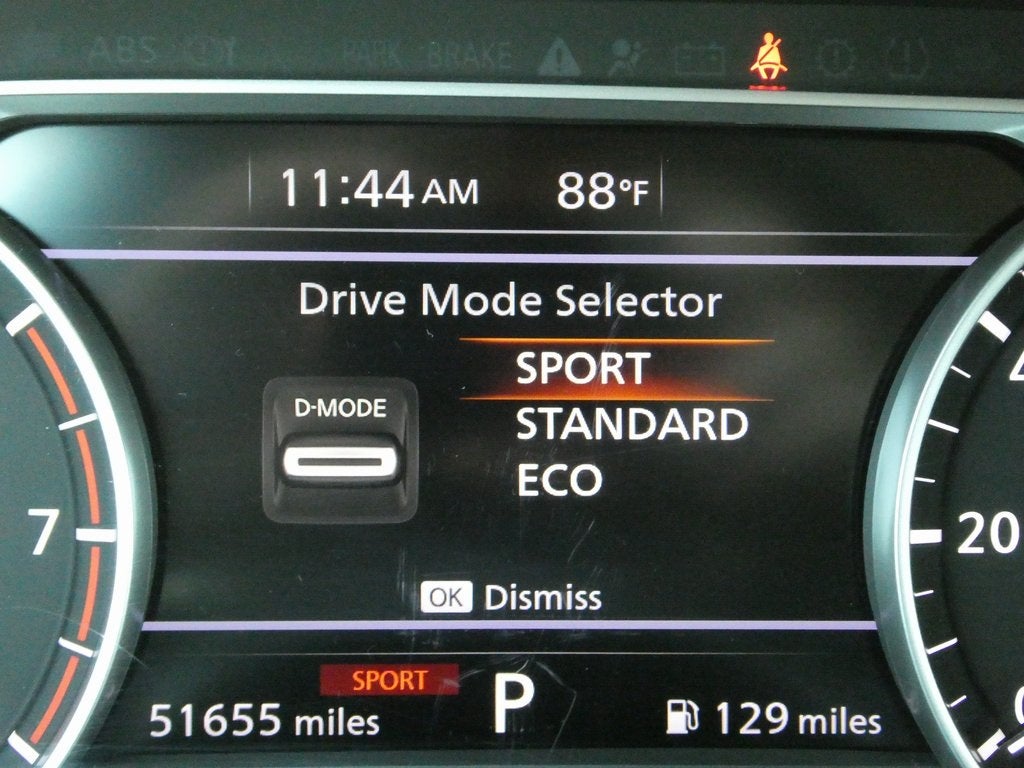 ABS PARK BRAKE
11:44 AM 88°F
Drive Mode Selector
D-MODE
SPORT
STANDARD
ECO
7
20
OK Dismiss
SPORT
51655 miles P 129 miles